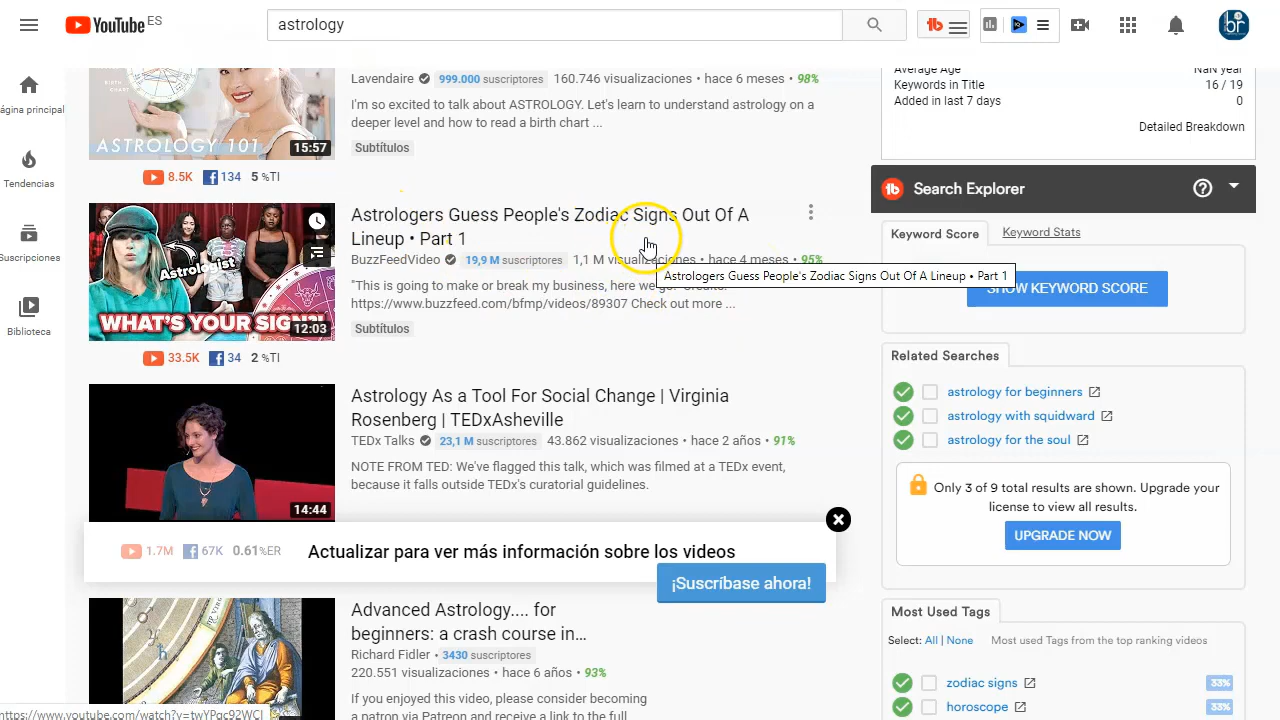 YouTube ES
astrology
Página principal
Tendencias
Suscripciones
Biblioteca
BIRTH CHART
ASTROLOGY 101
15:57
Lavendaire 999.000 suscriptores 160.746 visualizaciones • hace 6 meses • 98%
I'm so excited to talk about ASTROLOGY. Let's learn to understand astrology on a
deeper level and how to read a birth chart ...
Subtítulos
8.5K 134 5 %TI
Astrologist
WHAT'S YOUR SIGN?!
12:03
Astrologers Guess People's Zodiac Signs Out Of A
Lineup • Part 1
BuzzFeedVideo 19,9 M suscriptores 1,1 M visualizaciones • hace 4 meses • 95%
Astrologers Guess People's Zodiac Signs Out Of A Lineup • Part 1
"This is going to make or break my business, here we go."
https://www.buzzfeed.com/bfmp/videos/89307 Check out more ...
Subtítulos
33.5K 34 2 %TI
14:44
Astrology As a Tool For Social Change | Virginia
Rosenberg | TEDxAsheville
TEDx Talks 23,1 M suscriptores 43.862 visualizaciones • hace 2 años • 91%
NOTE FROM TED: We've flagged this talk, which was filmed at a TEDx event,
because it falls outside TEDx's curatorial guidelines.
1.7M 67K 0.61%ER
Actualizar para ver más información sobre los videos
¡Suscríbase ahora!
Advanced Astrology.... for
beginners: a crash course in...
Richard Fidler • 3430 suscriptores
220.551 visualizaciones • hace 6 años • 93%
If you enjoyed this video, please consider becoming
a patron via Patreon and receive a link to the full
https://www.youtube.com/watch?v=twYPqc92WCI
Average Age NaN year
Keywords in Title 16 / 19
Added in last 7 days 0
Detailed Breakdown
Search Explorer
Keyword Score Keyword Stats
SHOW KEYWORD SCORE
Related Searches
astrology for beginners
astrology with squidward
astrology for the soul
Only 3 of 9 total results are shown. Upgrade your
license to view all results.
UPGRADE NOW
Most Used Tags
Select: All | None Most used Tags from the top ranking videos
zodiac signs 33%
horoscope 33%